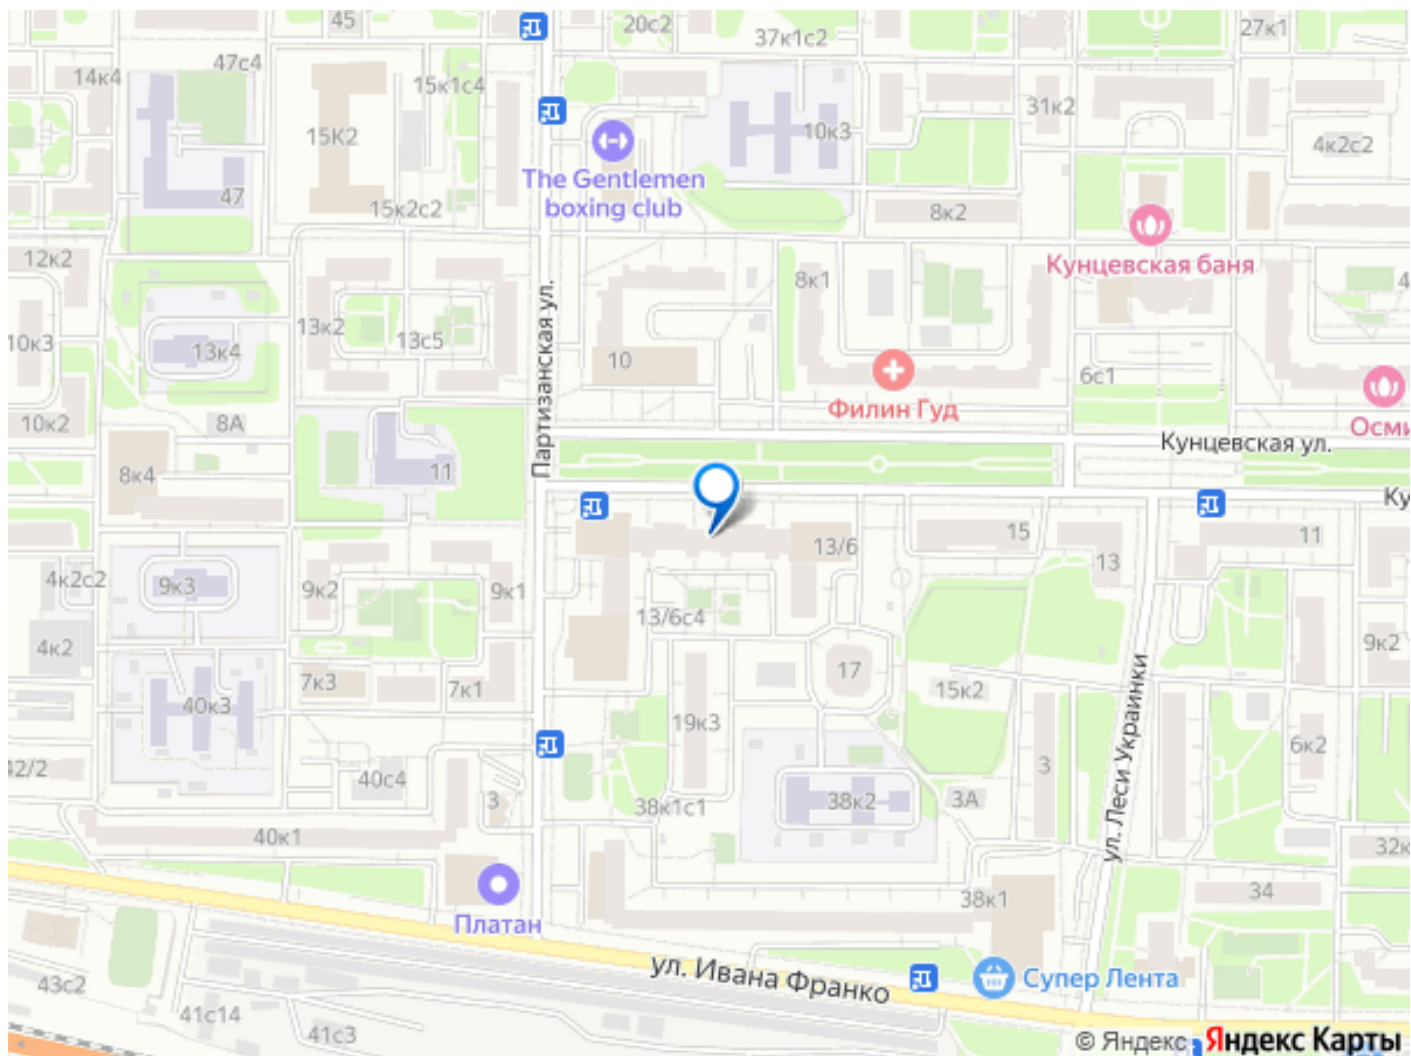 45
20с2
37к1с2
27к1
47с4
14к4
15к1с4
15К2
31к2
10к3
4к2с2
The Gentlemen
boxing club
47
15к2с2
8к2
12к2
Кунцевская баня
8к1
4
Партизанская ул.
13к2
13с5
10к3
13к4
10
6с1
Филин Гуд
10к2
8А
Осми
Кунцевская ул.
8к4
11
Ку
15
11
13/6
13
4к2с2
9к3
9к2
9к1
13/6с4
4к2
9к2
17
7к3
7к1
15к2
40к3
19к3
ул. Леси Украинки
6к2
42/2
40с4
3
3
38к1с1
38к2
3А
40к1
32к
34
38к1
Платан
ул. Ивана Франко
Супер Лента
43с2
41с14
41с3
© Яндекс Яндекс Карты